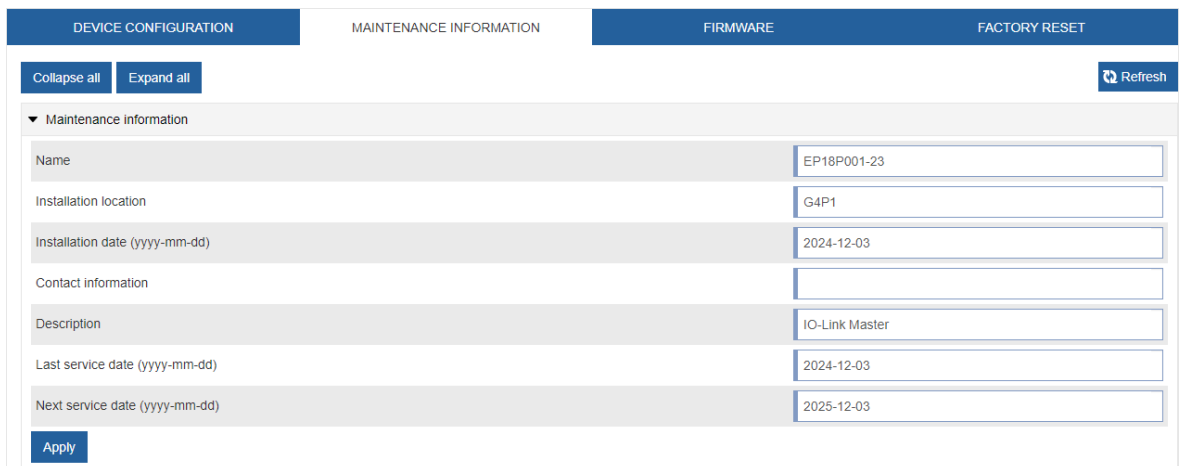 DEVICE CONFIGURATION MAINTENANCE INFORMATION FIRMWARE FACTORY RESET
Collapse all Expand all Refresh
Maintenance information
Name EP18P001-23
Installation location G4P1
Installation date (yyyy-mm-dd) 2024-12-03
Contact information
Description IO-Link Master
Last service date (yyyy-mm-dd) 2024-12-03
Next service date (yyyy-mm-dd) 2025-12-03
Apply